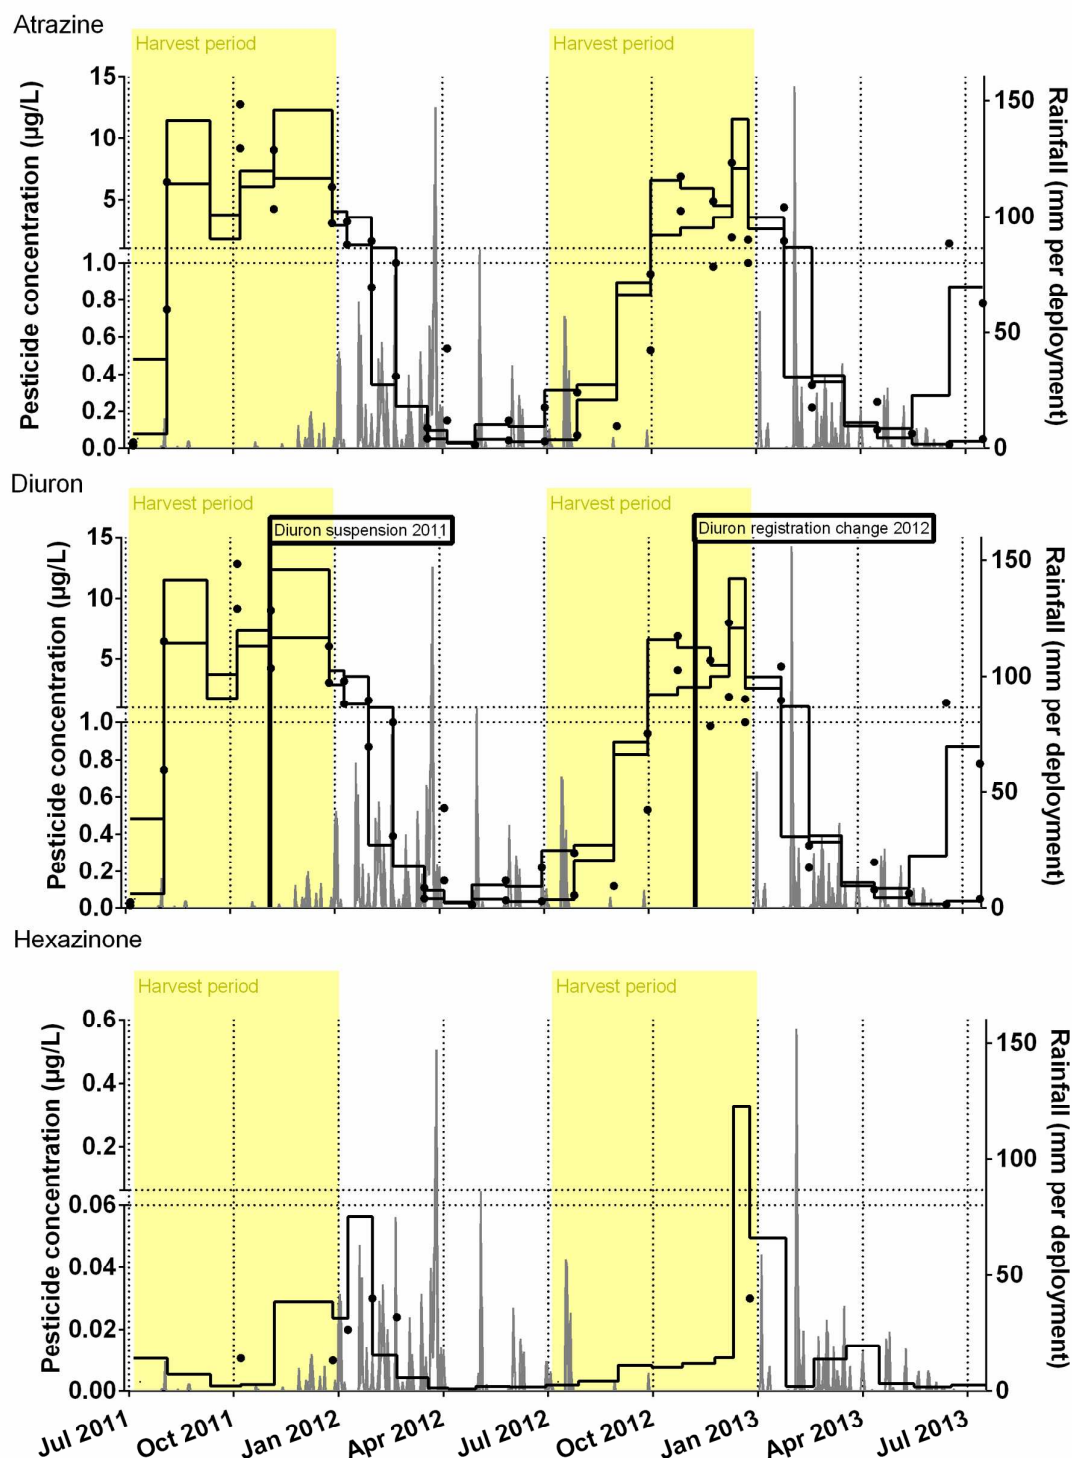 Atrazine
Harvest period
Harvest period
Pesticide concentration (µg/L)
15
10
5
1.0
0.8
0.6
0.4
0.2
0.0
150
100
50
0
Rainfall (mm per deployment)
Diuron
Harvest period
Harvest period
Diuron suspension 2011
Diuron registration change 2012
Pesticide concentration (µg/L)
15
10
5
1.0
0.8
0.6
0.4
0.2
0.0
150
100
50
0
Rainfall (mm per deployment)
Hexazinone
Harvest period
Harvest period
Pesticide concentration (µg/L)
0.6
0.4
0.2
0.06
0.04
0.02
0.00
150
100
50
0
Rainfall (mm per deployment)
Jul 2011
Oct 2011
Jan 2012
Apr 2012
Jul 2012
Oct 2012
Jan 2013
Apr 2013
Jul 2013